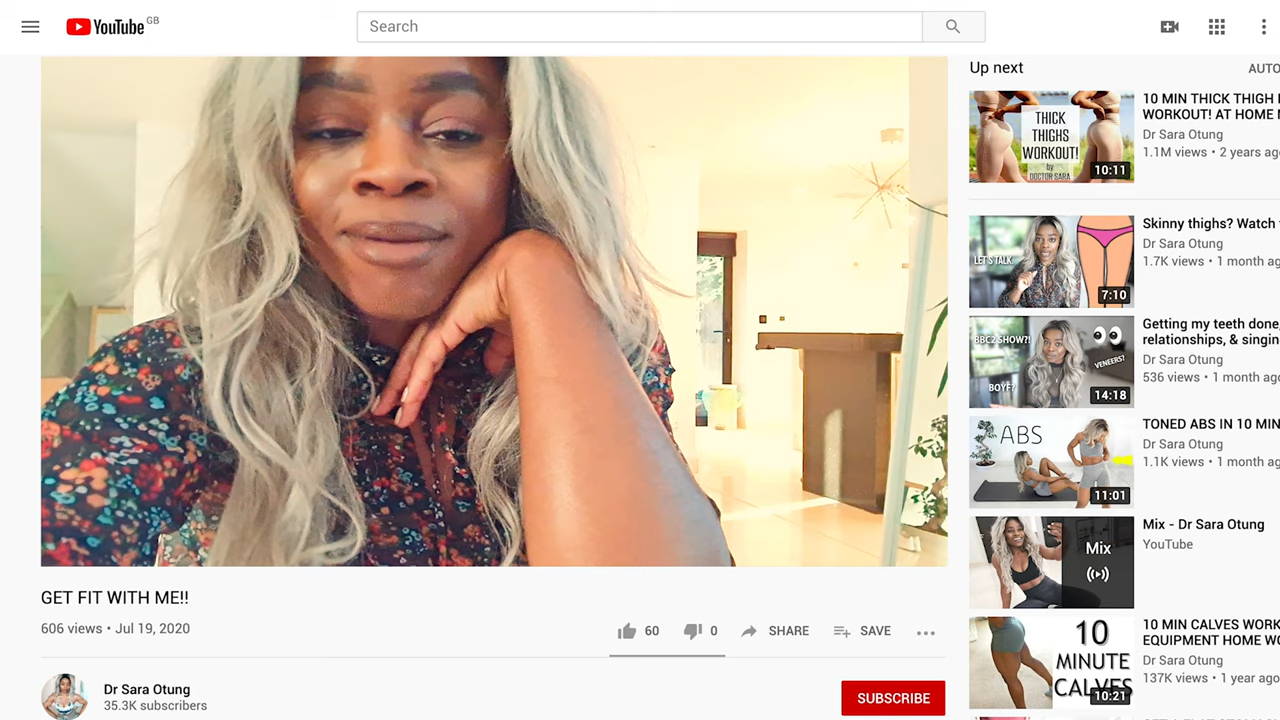 YouTube GB
Search
GET FIT WITH ME!!
606 views • Jul 19, 2020
60
0
SHARE
SAVE
Dr Sara Otung
35.3K subscribers
SUBSCRIBE
Up next
AUTO
THICK
THIGHS
WORKOUT!
by
DOCTOR SARA
10:11
10 MIN THICK THIGH
WORKOUT! AT HOME
Dr Sara Otung
1.1M views • 2 years ag
LET'S TALK
7:10
Skinny thighs? Watch
Dr Sara Otung
1.7K views • 1 month ag
BBC2 SHOW?!
BOYF?
VENEERS?
14:18
Getting my teeth done,
relationships, & singin
Dr Sara Otung
536 views • 1 month ag
ABS
11:01
TONED ABS IN 10 MIN
Dr Sara Otung
1.1K views • 1 month ag
Mix
Mix - Dr Sara Otung
YouTube
10
MINUTE
CALVES
10:21
10 MIN CALVES WORK
EQUIPMENT HOME W
Dr Sara Otung
137K views • 1 year ago